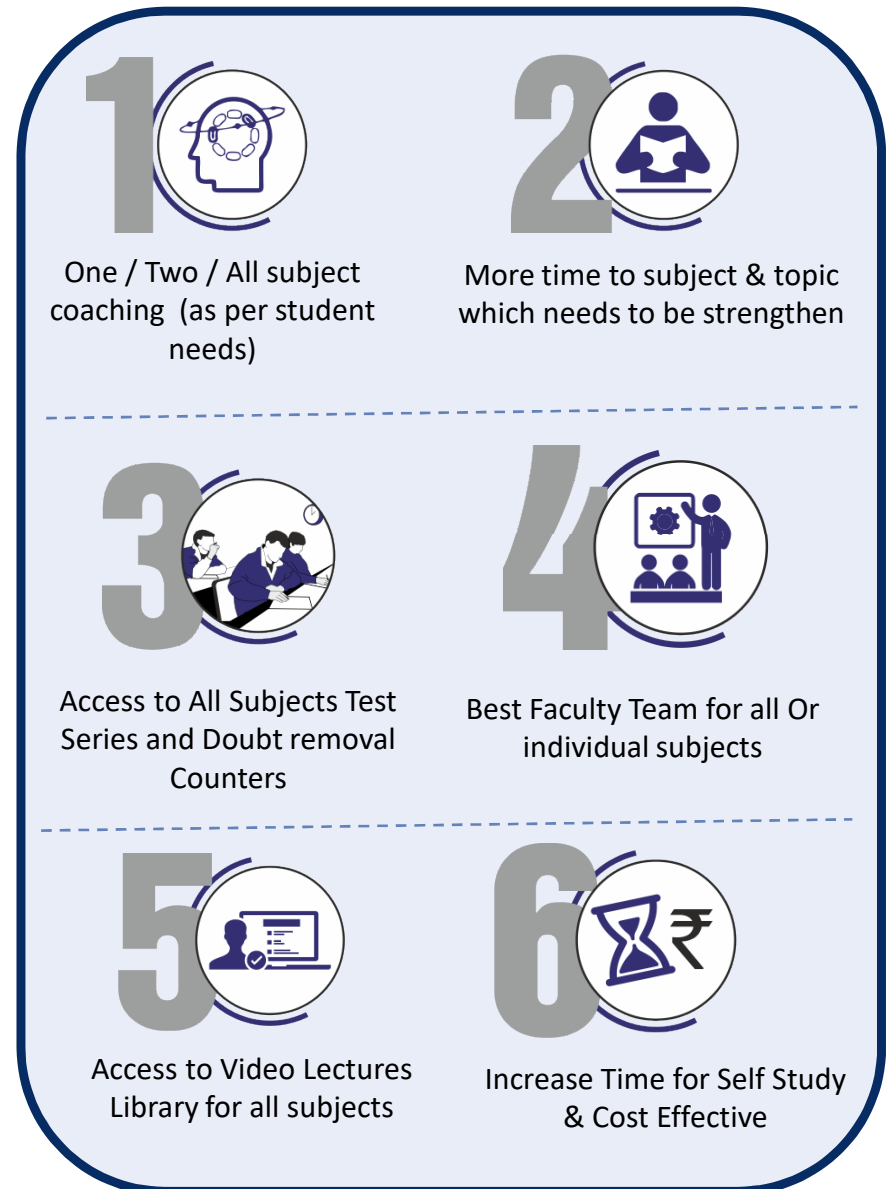 1
One / Two / All subject
coaching (as per student
needs)
2
More time to subject & topic
which needs to be strengthen
3
Access to All Subjects Test
Series and Doubt removal
Counters
4
Best Faculty Team for all Or
individual subjects
5
Access to Video Lectures
Library for all subjects
6
₹
Increase Time for Self Study
& Cost Effective